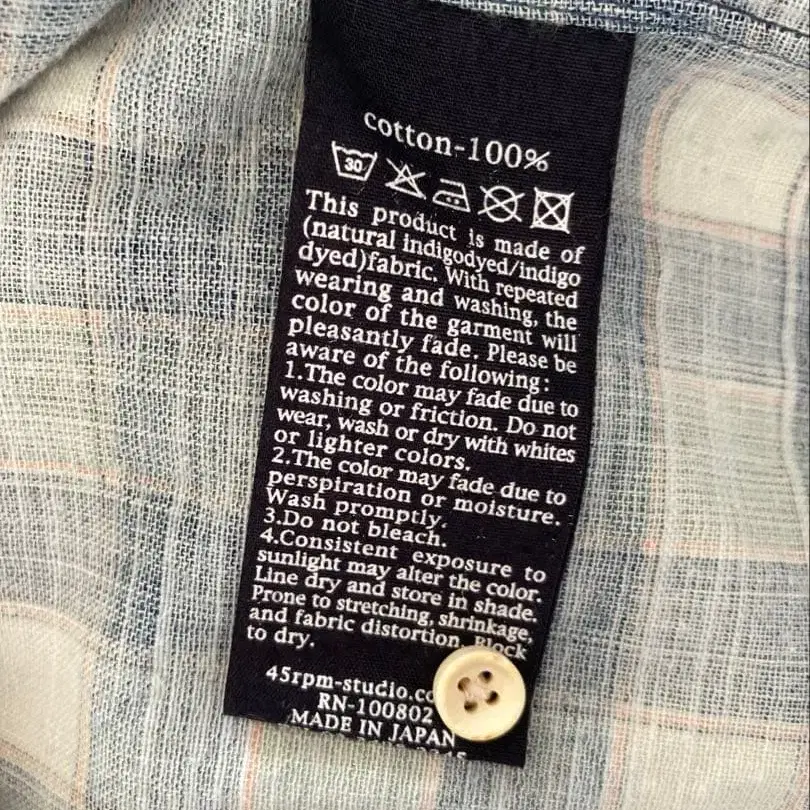 cotton-100%
30
This product is made of
(natural indigodyed/indigo
dyed)fabric. With repeated
wearing and washing, the
color of the garment will
pleasantly fade. Please be
aware of the following:
1.The color may fade due to
washing or friction. Do not
wear, wash or dry with whites
or lighter colors.
2.The color may fade due to
perspiration or moisture.
Wash promptly.
3.Do not bleach.
4.Consistent exposure to
sunlight may alter the color.
Line dry and store in shade.
Prone to stretching, shrinkage,
and fabric distortion. Block
to dry.
45rpm-studio.co
RN-100802
MADE IN JAPAN